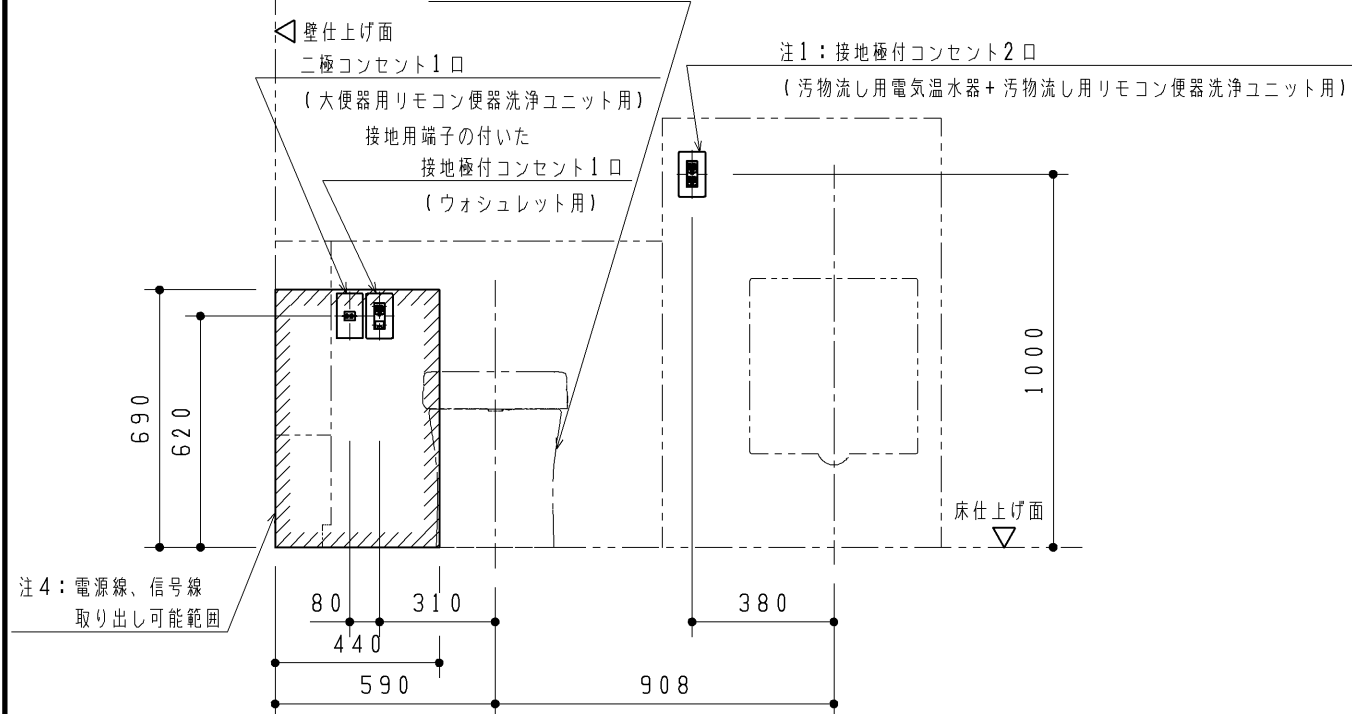 壁仕上げ面
二極コンセント1口
(大便器用リモコン便器洗浄ユニット用)
接地用端子の付いた
接地極付コンセント1口
(ウォシュレット用)
注1:接地極付コンセント2口
(汚物流し用電気温水器+汚物流し用リモコン便器洗浄ユニット用)
690
620
1000
床仕上げ面
注4:電源線、信号線
取り出し可能範囲
80
310
380
440
590
908